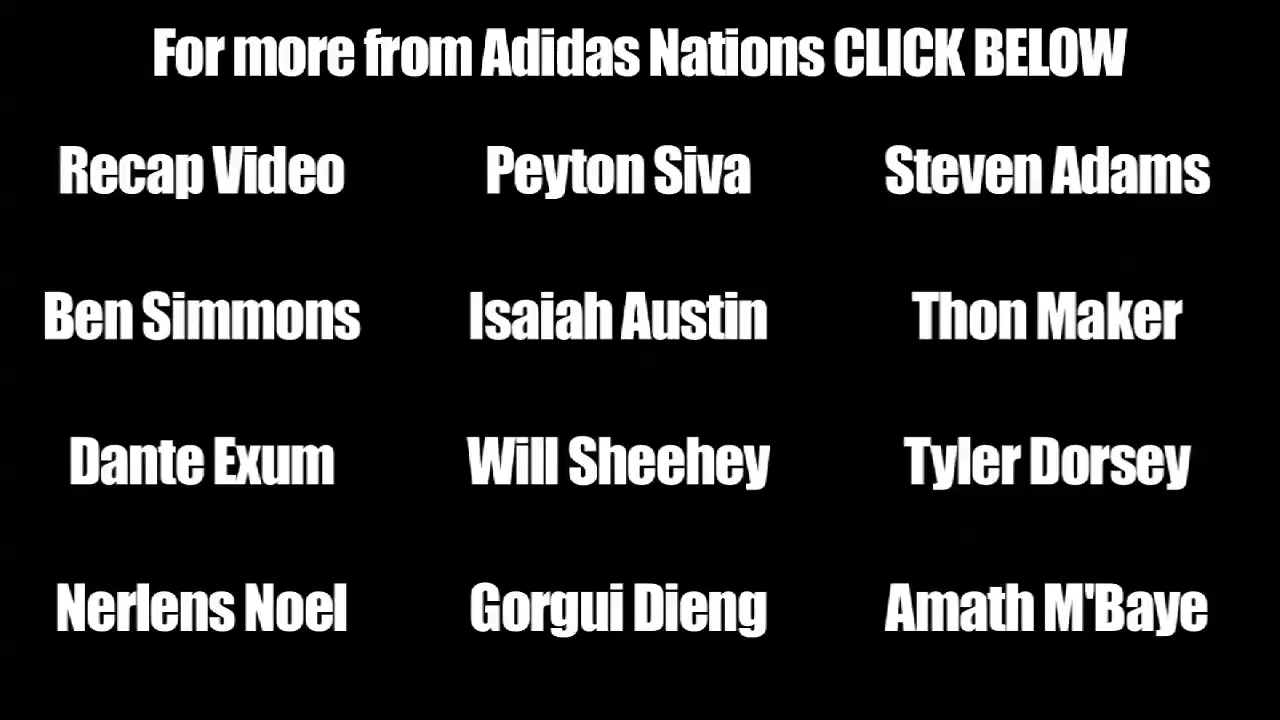 For more from Adidas Nations CLICK BELOW
Recap Video Peyton Siva Steven Adams
Ben Simmons Isaiah Austin Thon Maker
Dante Exum Will Sheehey Tyler Dorsey
Nerlens Noel Gorgui Dieng Amath M'Baye